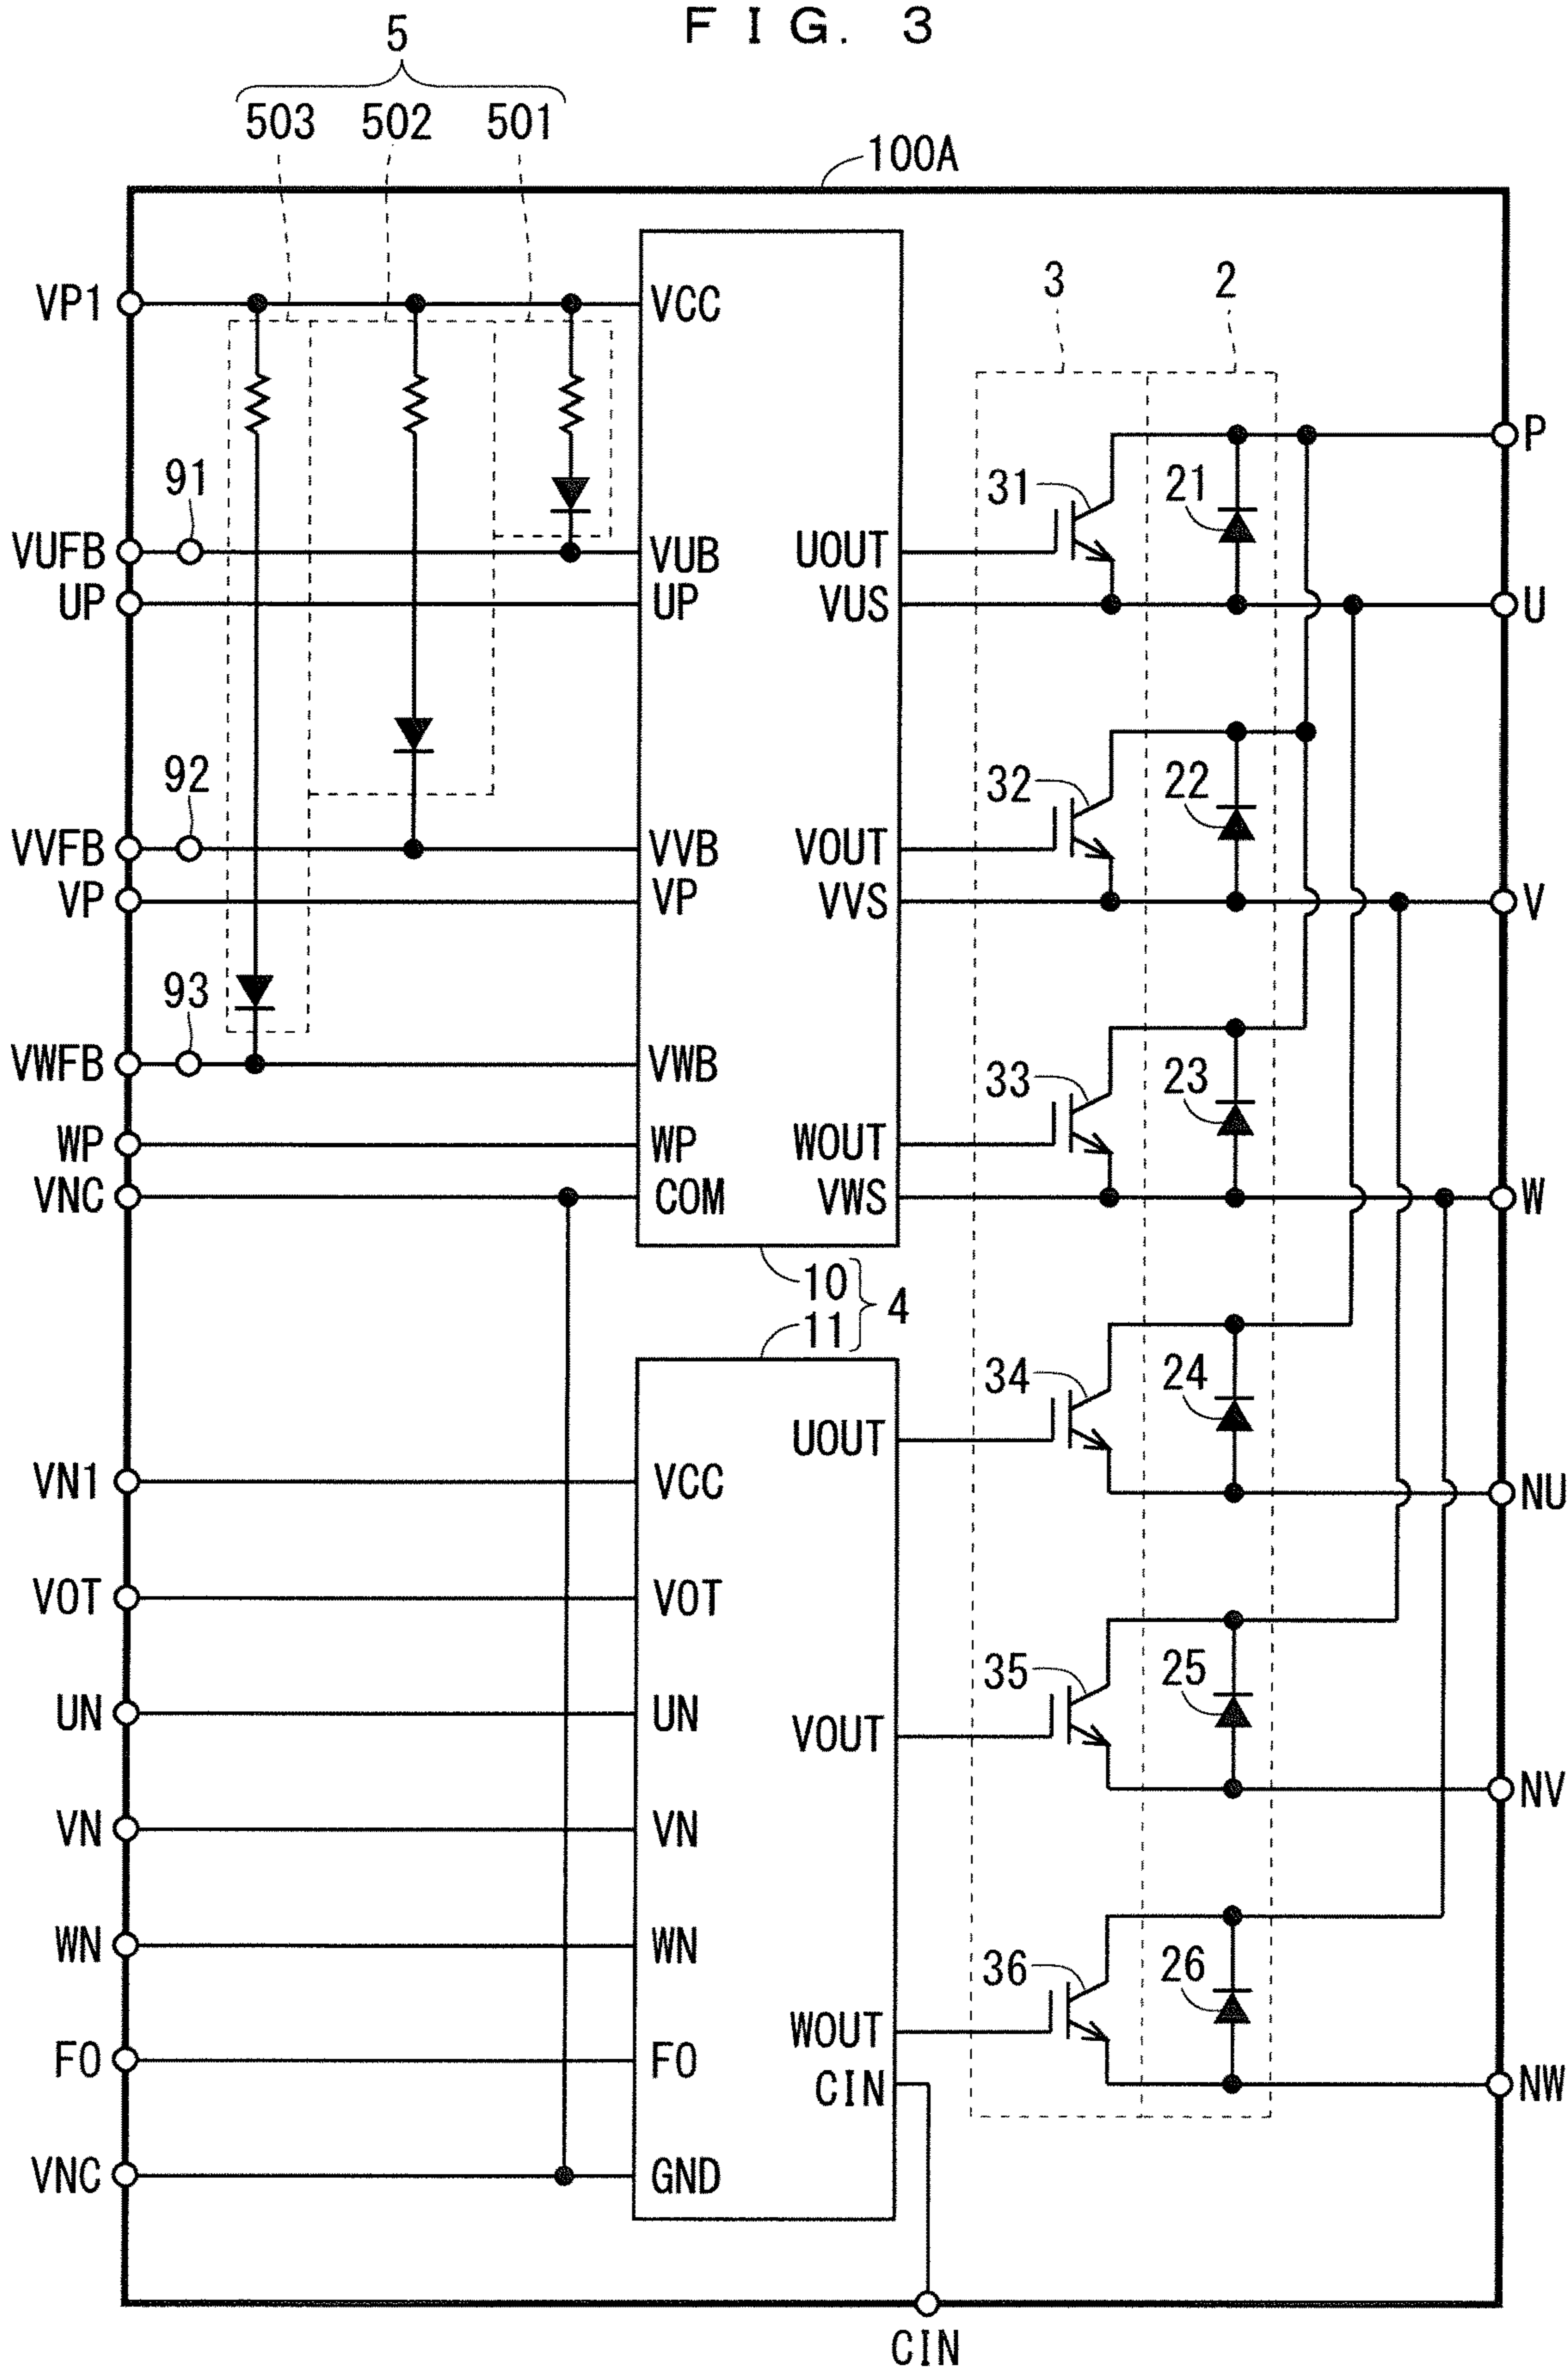 FIG. 3
5
503 502 501
100A
VP1 VCC
3 2
P
91 31 21
VUFB VUB UOUT
UP UP VUS U
92 32 22
VVFB VVB VOUT
VP VP VVS V
93 33 23
VWFB VWB
WP WP WOUT
VNC COM VWS W
10
4
11
34 24
UOUT
VN1 VCC NU
VOT VOT
35 25
UN UN VOUT
NV
VN VN
WN WN 36 26
WOUT
FO FO
CIN NW
VNC GND
CIN